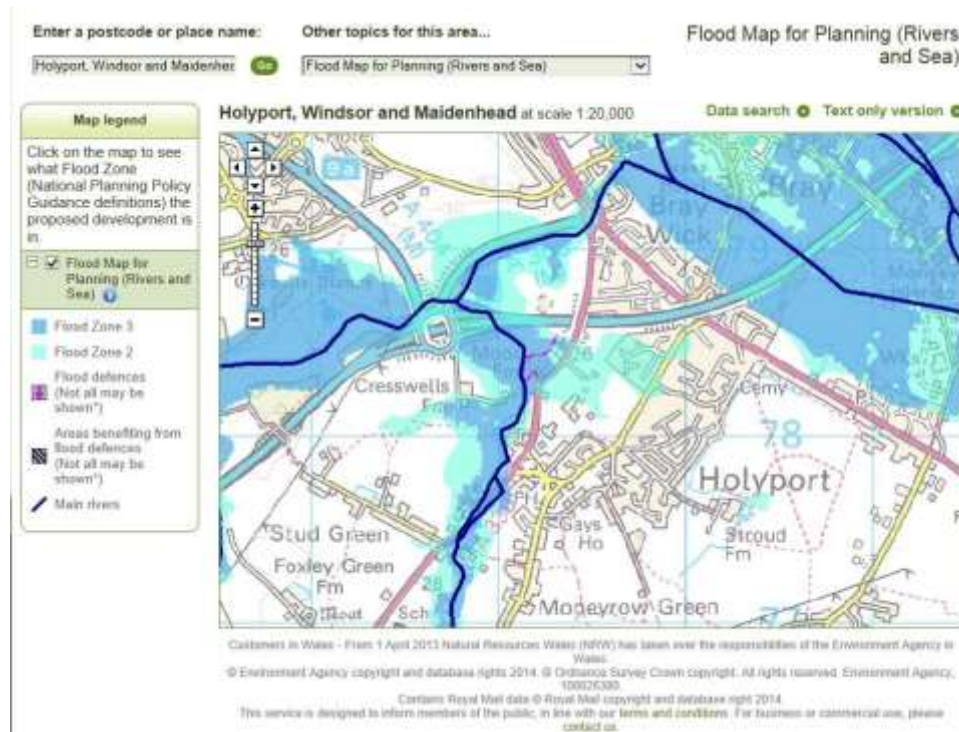 Enter a postcode or place name:
Other topics for this area...
Flood Map for Planning (Rivers
and Sea)
Holyport, Windsor and Maidenhec
Go
Flood Map for Planning (Rivers and Sea)
Map legend
Holyport, Windsor and Maidenhead at scale 1:20,000
Data search
Text only version
Click on the map to see
what Flood Zone
(National Planning Policy
Guidance definitions) the
proposed development is
in.
Flood Map for
Planning (Rivers and
Sea)
Flood Zone 3
Flood Zone 2
Flood defences
(Not all may be
shown*)
Areas benefiting from
flood defences
(Not all may be
shown*)
Main rivers
Bray
Bray
Wick
Cresswells
Fm
Cemy
78
Holyport
Stud Green
Gays
Ho
Stroud
Fm
Foxley Green
Fm
28
Sch
Moneyrow Green
Customers in Wales - From 1 April 2013 Natural Resources Wales (NRW) has taken over the responsibilities of the Environment Agency in
Wales.
© Environment Agency copyright and database rights 2014. © Ordnance Survey Crown copyright. All rights reserved. Environment Agency,
100026380.
Contains Royal Mail data © Royal Mail copyright and database right 2014
This service is designed to inform members of the public, in line with our terms and conditions. For business or commercial use, please
contact us.